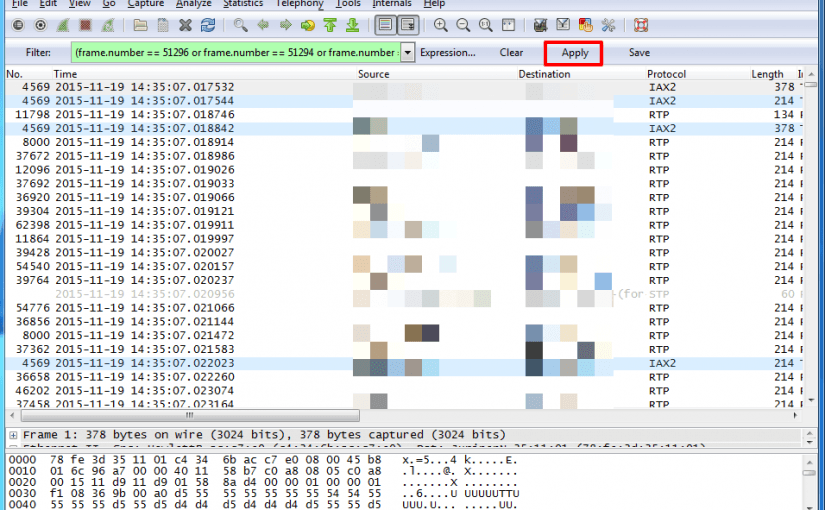 File Edit View Go Capture Analyze Statistics Telephony Tools Internals Help
Filter: (frame.number == 51296 or frame.number == 51294 or frame.number = Expression... Clear Apply Save
No. Time Source Destination Protocol Length
4569 2015-11-19 14:35:07.017532 IAX2 378
4569 2015-11-19 14:35:07.017544 IAX2 214
11798 2015-11-19 14:35:07.018746 RTP 134
4569 2015-11-19 14:35:07.018842 IAX2 378
8000 2015-11-19 14:35:07.018914 RTP 214
37672 2015-11-19 14:35:07.018986 RTP 214
12096 2015-11-19 14:35:07.019026 RTP 214
37692 2015-11-19 14:35:07.019033 RTP 214
36920 2015-11-19 14:35:07.019066 RTP 214
39304 2015-11-19 14:35:07.019121 RTP 214
62398 2015-11-19 14:35:07.019911 RTP 214
11864 2015-11-19 14:35:07.019997 RTP 214
39428 2015-11-19 14:35:07.020027 RTP 214
54540 2015-11-19 14:35:07.020157 RTP 214
39764 2015-11-19 14:35:07.020237 RTP 214
2015-11-19 14:35:07.020956 (for STP 60
54776 2015-11-19 14:35:07.021066 RTP 214
36856 2015-11-19 14:35:07.021144 RTP 214
8000 2015-11-19 14:35:07.021472 RTP 214
37362 2015-11-19 14:35:07.021583 RTP 214
4569 2015-11-19 14:35:07.022023 IAX2 214
36658 2015-11-19 14:35:07.022260 RTP 214
46202 2015-11-19 14:35:07.023074 RTP 214
37458 2015-11-19 14:35:07.023164 RTP 214
Frame 1: 378 bytes on wire (3024 bits), 378 bytes captured (3024 bits)
0000 78 fe 3d 35 11 01 c4 34 6b ac c7 e0 08 00 45 b8 x.=5...4 k.....E.
0010 01 6c 96 a7 00 00 40 11 58 b7 c0 a8 08 05 c0 a8 .l....@. X.......
0020 00 15 11 d9 11 d9 01 58 8a d4 00 00 01 00 00 01 .......X ........
0030 f1 08 36 9b 00 a0 d5 55 55 55 55 55 55 54 54 55 ..6....U UUUUUTTU
0040 55 55 55 d5 55 d5 d4 d4 d5 d4 d4 d4 d5 55 55 d5 UUU.U... .....UU.